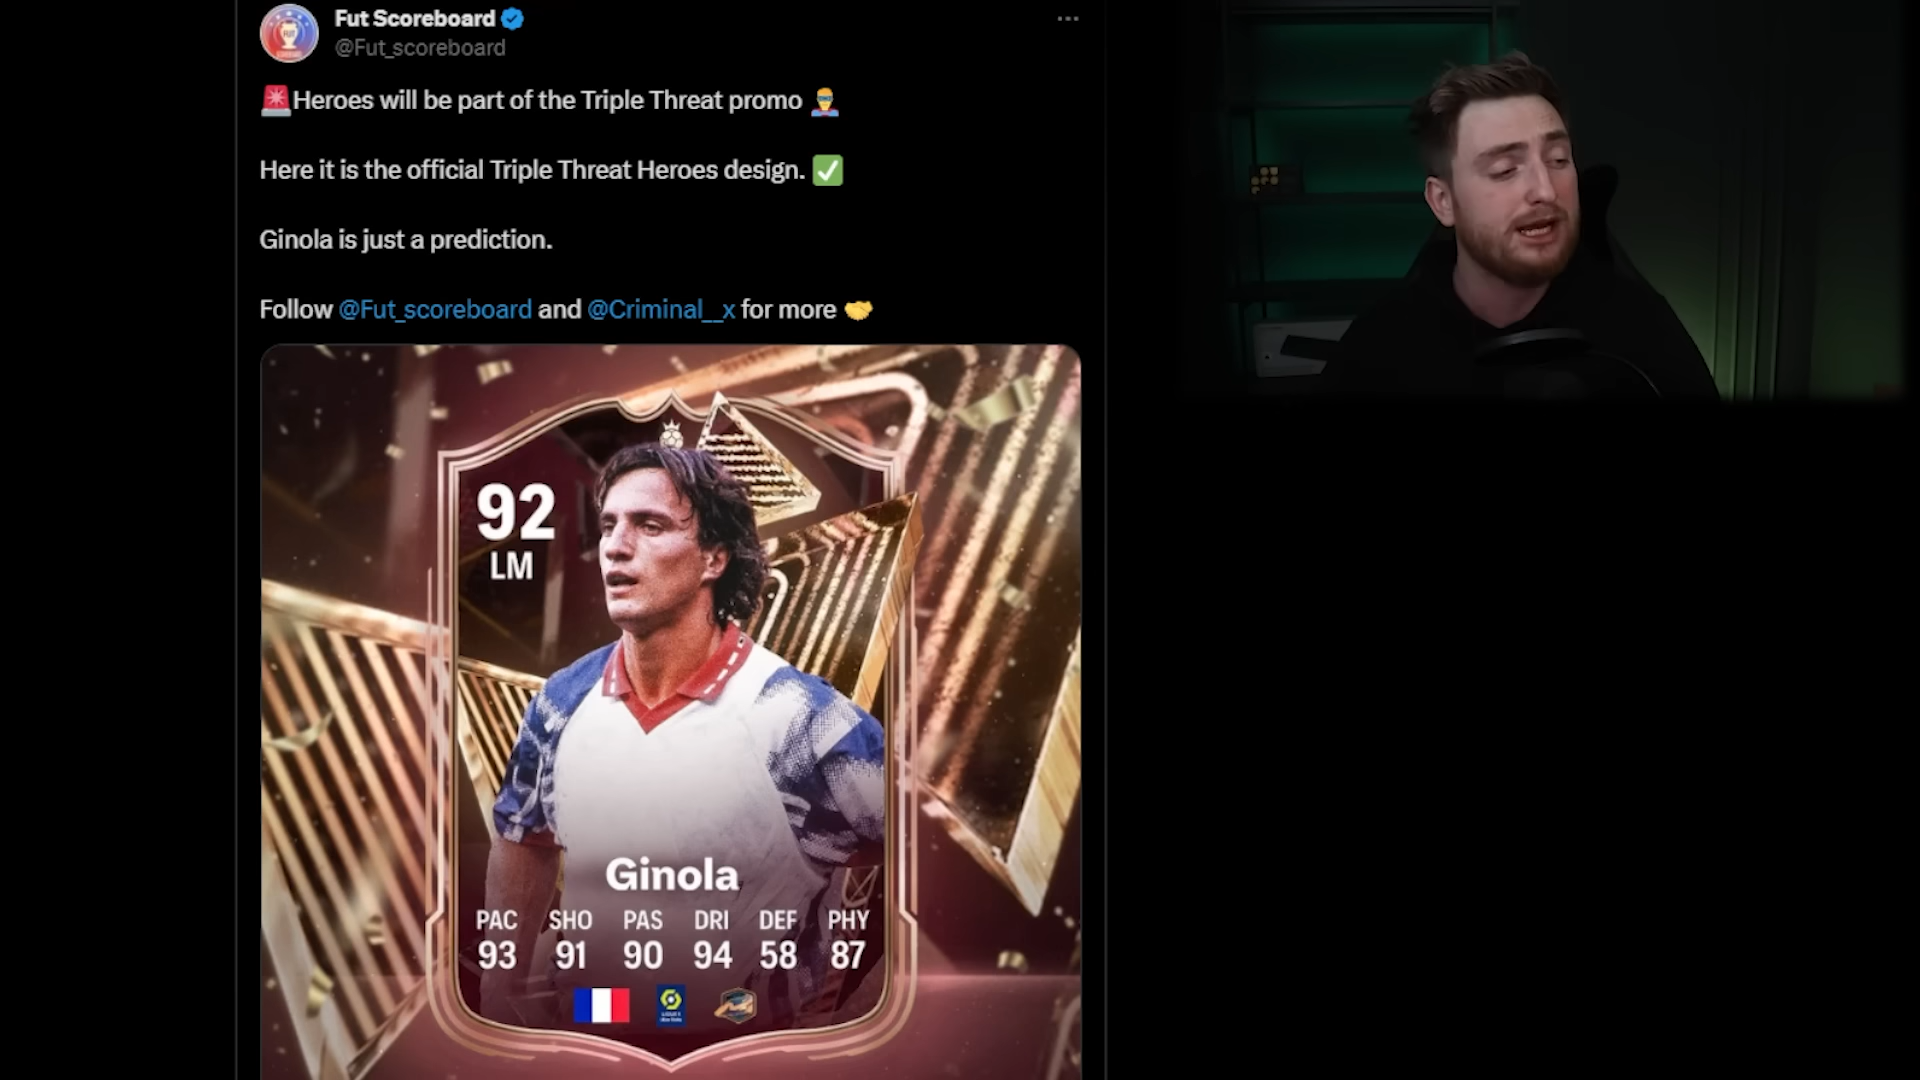 Fut Scoreboard
@Fut_scoreboard
🚨Heroes will be part of the Triple Threat promo 🦸‍♂️
Here it is the official Triple Threat Heroes design. ✅
Ginola is just a prediction.
Follow @Fut_scoreboard and @Criminal__x for more 🤝
92
LM
Ginola
PAC SHO PAS DRI DEF PHY
93 91 90 94 58 87